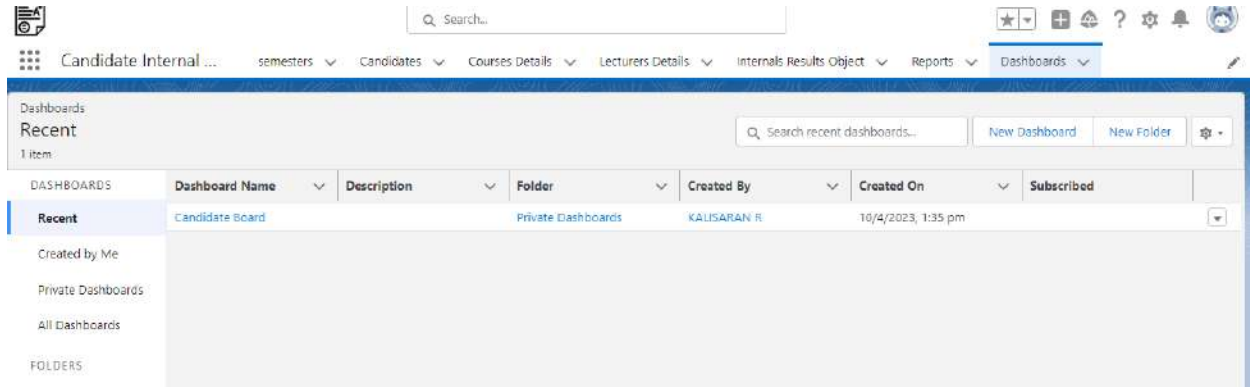 Search...
Candidate Internal ... semesters Candidates Courses Details Lecturers Details Internals Results Object Reports Dashboards
Dashboards
Recent
1 item
Search recent dashboards... New Dashboard New Folder
DASHBOARDS Dashboard Name Description Folder Created By Created On Subscribed
Recent Candidate Board Private Dashboards KALISARAN R 10/4/2023, 1:35 pm
Created by Me
Private Dashboards
All Dashboards
FOLDERS